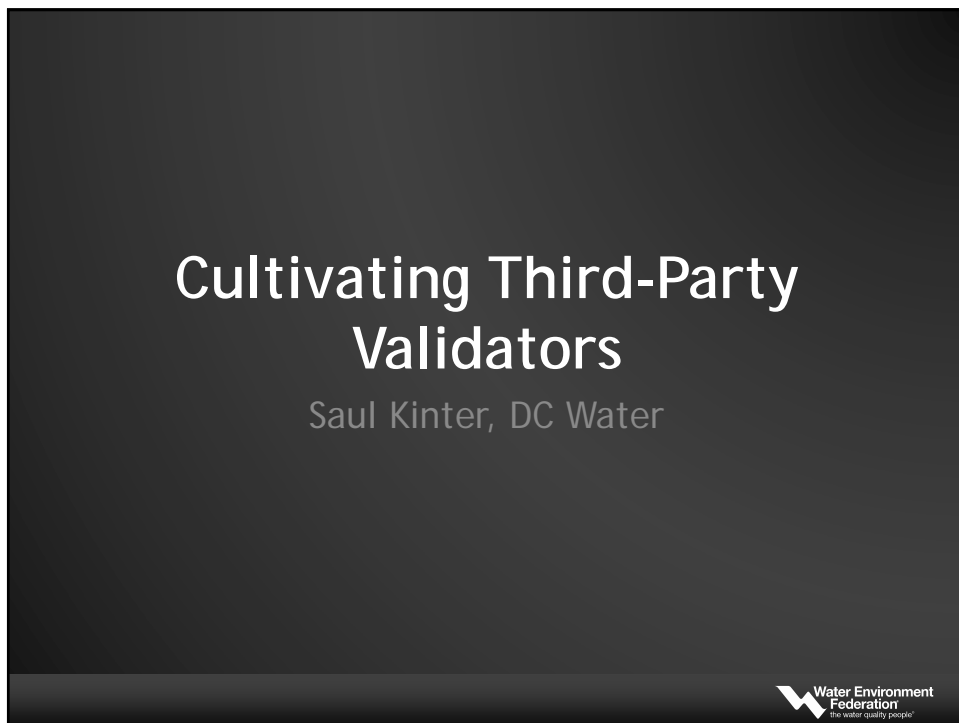 Cultivating Third-Party
Validators
Saul Kinter, DC Water
Water Environment
Federation®
the water quality people®